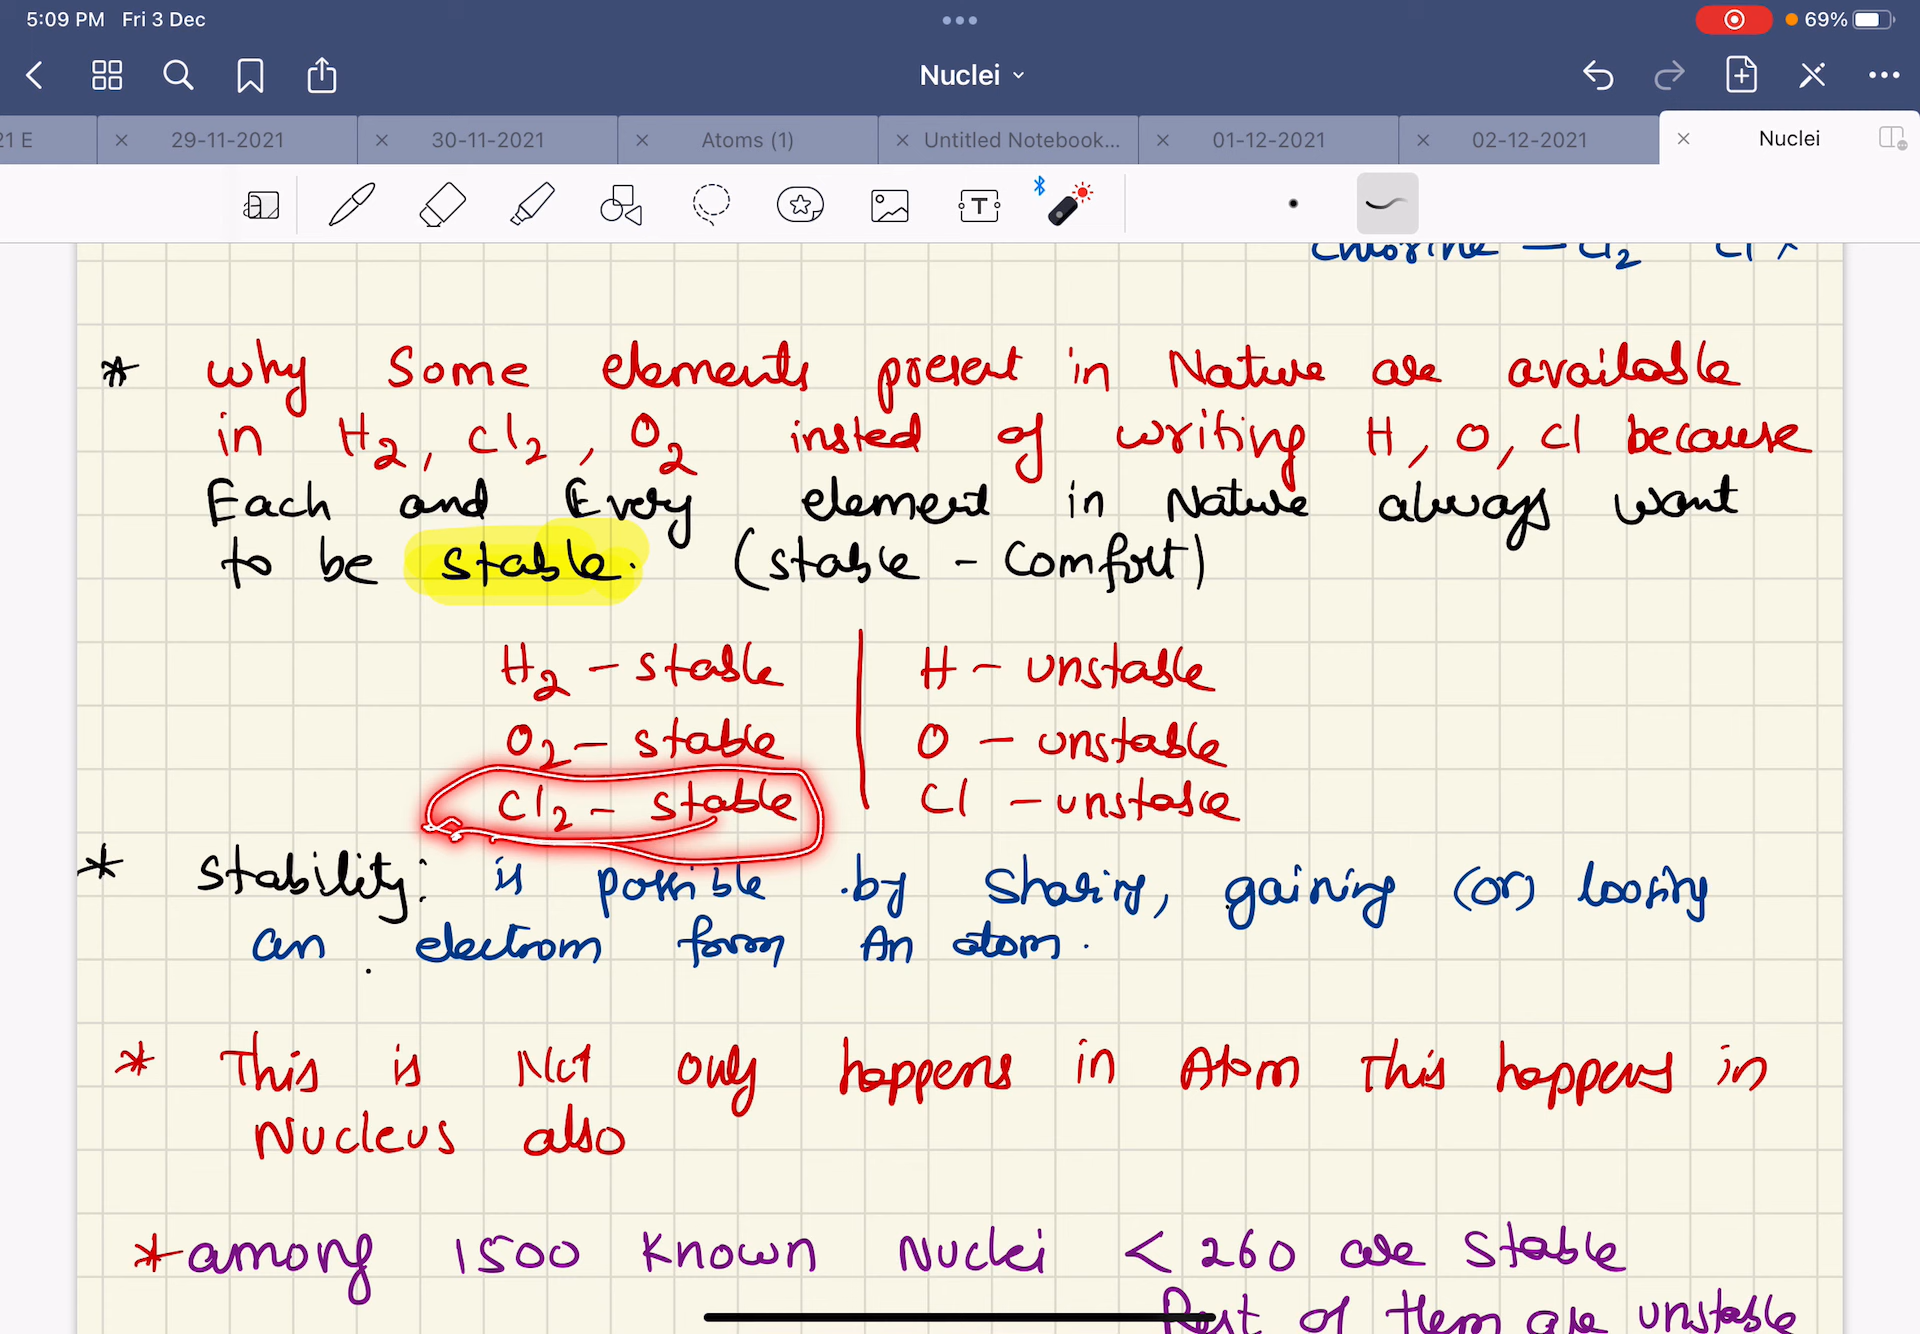 5:09 PM Fri 3 Dec
69%
Nuclei
21 E
29-11-2021
30-11-2021
Atoms (1)
Untitled Notebook...
01-12-2021
02-12-2021
Nuclei
Chlorine — Cl2 Cl ×
* why Some elements present in Nature are available
in H2, Cl2, O2 insted of writing H, O, Cl because
Each and Every element in Nature always want
to be stable. (stable - Comfort)
H2 - stable | H - unstable
O2 - stable | O - unstable
Cl2 - stable | Cl - unstable
* Stability: is possible by Sharing, gaining (or) loosing
an electrom form An atom.
* This is Not only happens in Atom This happens in
Nucleus also
* among 1500 Known Nuclei < 260 are Stable
Rest of them are unstable